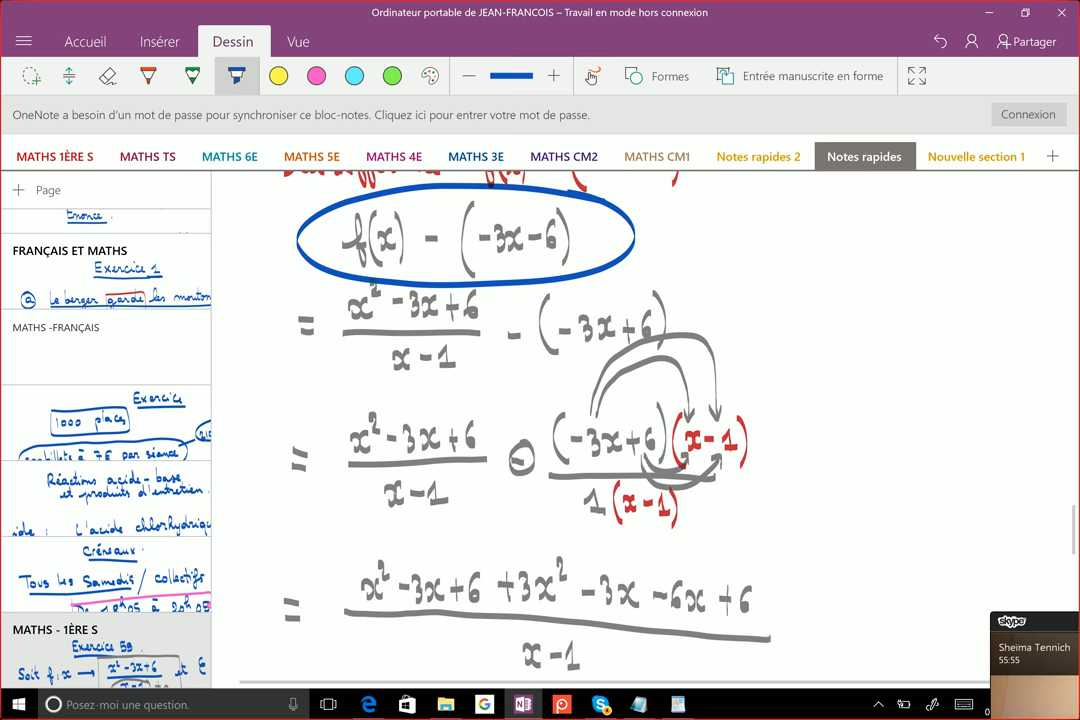 Ordinateur portable de JEAN-FRANCOIS – Travail en mode hors connexion
Accueil Insérer Dessin Vue Partager
Formes Entrée manuscrite en forme
OneNote a besoin d'un mot de passe pour synchroniser ce bloc-notes. Cliquez ici pour entrer votre mot de passe. Connexion
MATHS 1ÈRE S MATHS TS MATHS 6E MATHS 5E MATHS 4E MATHS 3E MATHS CM2 MATHS CM1 Notes rapides 2 Notes rapides Nouvelle section 1
Page
Enoncé.
FRANÇAIS ET MATHS
Exercice 1
ⓐ Le berger garde les moutons
MATHS -FRANÇAIS
Exercice
1000 places
billets à 7€ par séance
Réactions acide-base
et produits d'entretien.
L'acide chlorhydriq
Créneaux.
Tous les Samedis / collectifs
MATHS - 1ÈRE S
Exercice 59
Soit f: x → x² -3x+6 et
f(x) - (-3x-6)
= x² -3x+6 / x-1 - (-3x+6)
= x² -3x+6 / x-1 - (-3x+6)(x-1) / 1(x-1)
= x² -3x+6 +3x² -3x -6x +6 / x-1
skype
Sheima Tennich
55:55
Posez-moi une question.